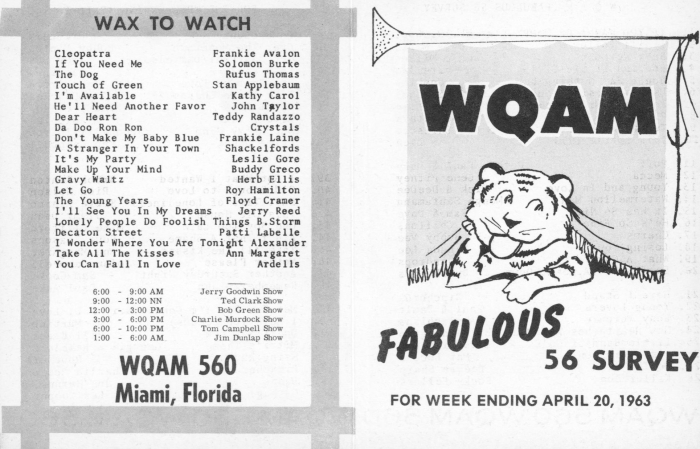 WAX TO WATCH
Cleopatra Frankie Avalon
If You Need Me Solomon Burke
The Dog Rufus Thomas
Touch of Green Stan Applebaum
I'm Available Kathy Carol
He'll Need Another Favor John Taylor
Dear Heart Teddy Randazzo
Da Doo Ron Ron Crystals
Don't Make My Baby Blue Frankie Laine
A Stranger In Your Town Shackelfords
It's My Party Leslie Gore
Make Up Your Mind Buddy Greco
Gravy Waltz Herb Ellis
Let Go Roy Hamilton
The Young Years Floyd Cramer
I'll See You In My Dreams Jerry Reed
Lonely People Do Foolish Things B.Storm
Decaton Street Patti Labelle
I Wonder Where You Are Tonight Alexander
Take All The Kisses Ann Margaret
You Can Fall In Love Ardells
6:00 - 9:00 AM Jerry Goodwin Show
9:00 - 12:00 NN Ted Clark Show
12:00 - 3:00 PM Bob Green Show
3:00 - 6:00 PM Charlie Murdock Show
6:00 - 10:00 PM Tom Campbell Show
1:00 - 6:00 AM Jim Dunlap Show
WQAM 560
Miami, Florida
WQAM
FABULOUS
56 SURVEY
FOR WEEK ENDING APRIL 20, 1963